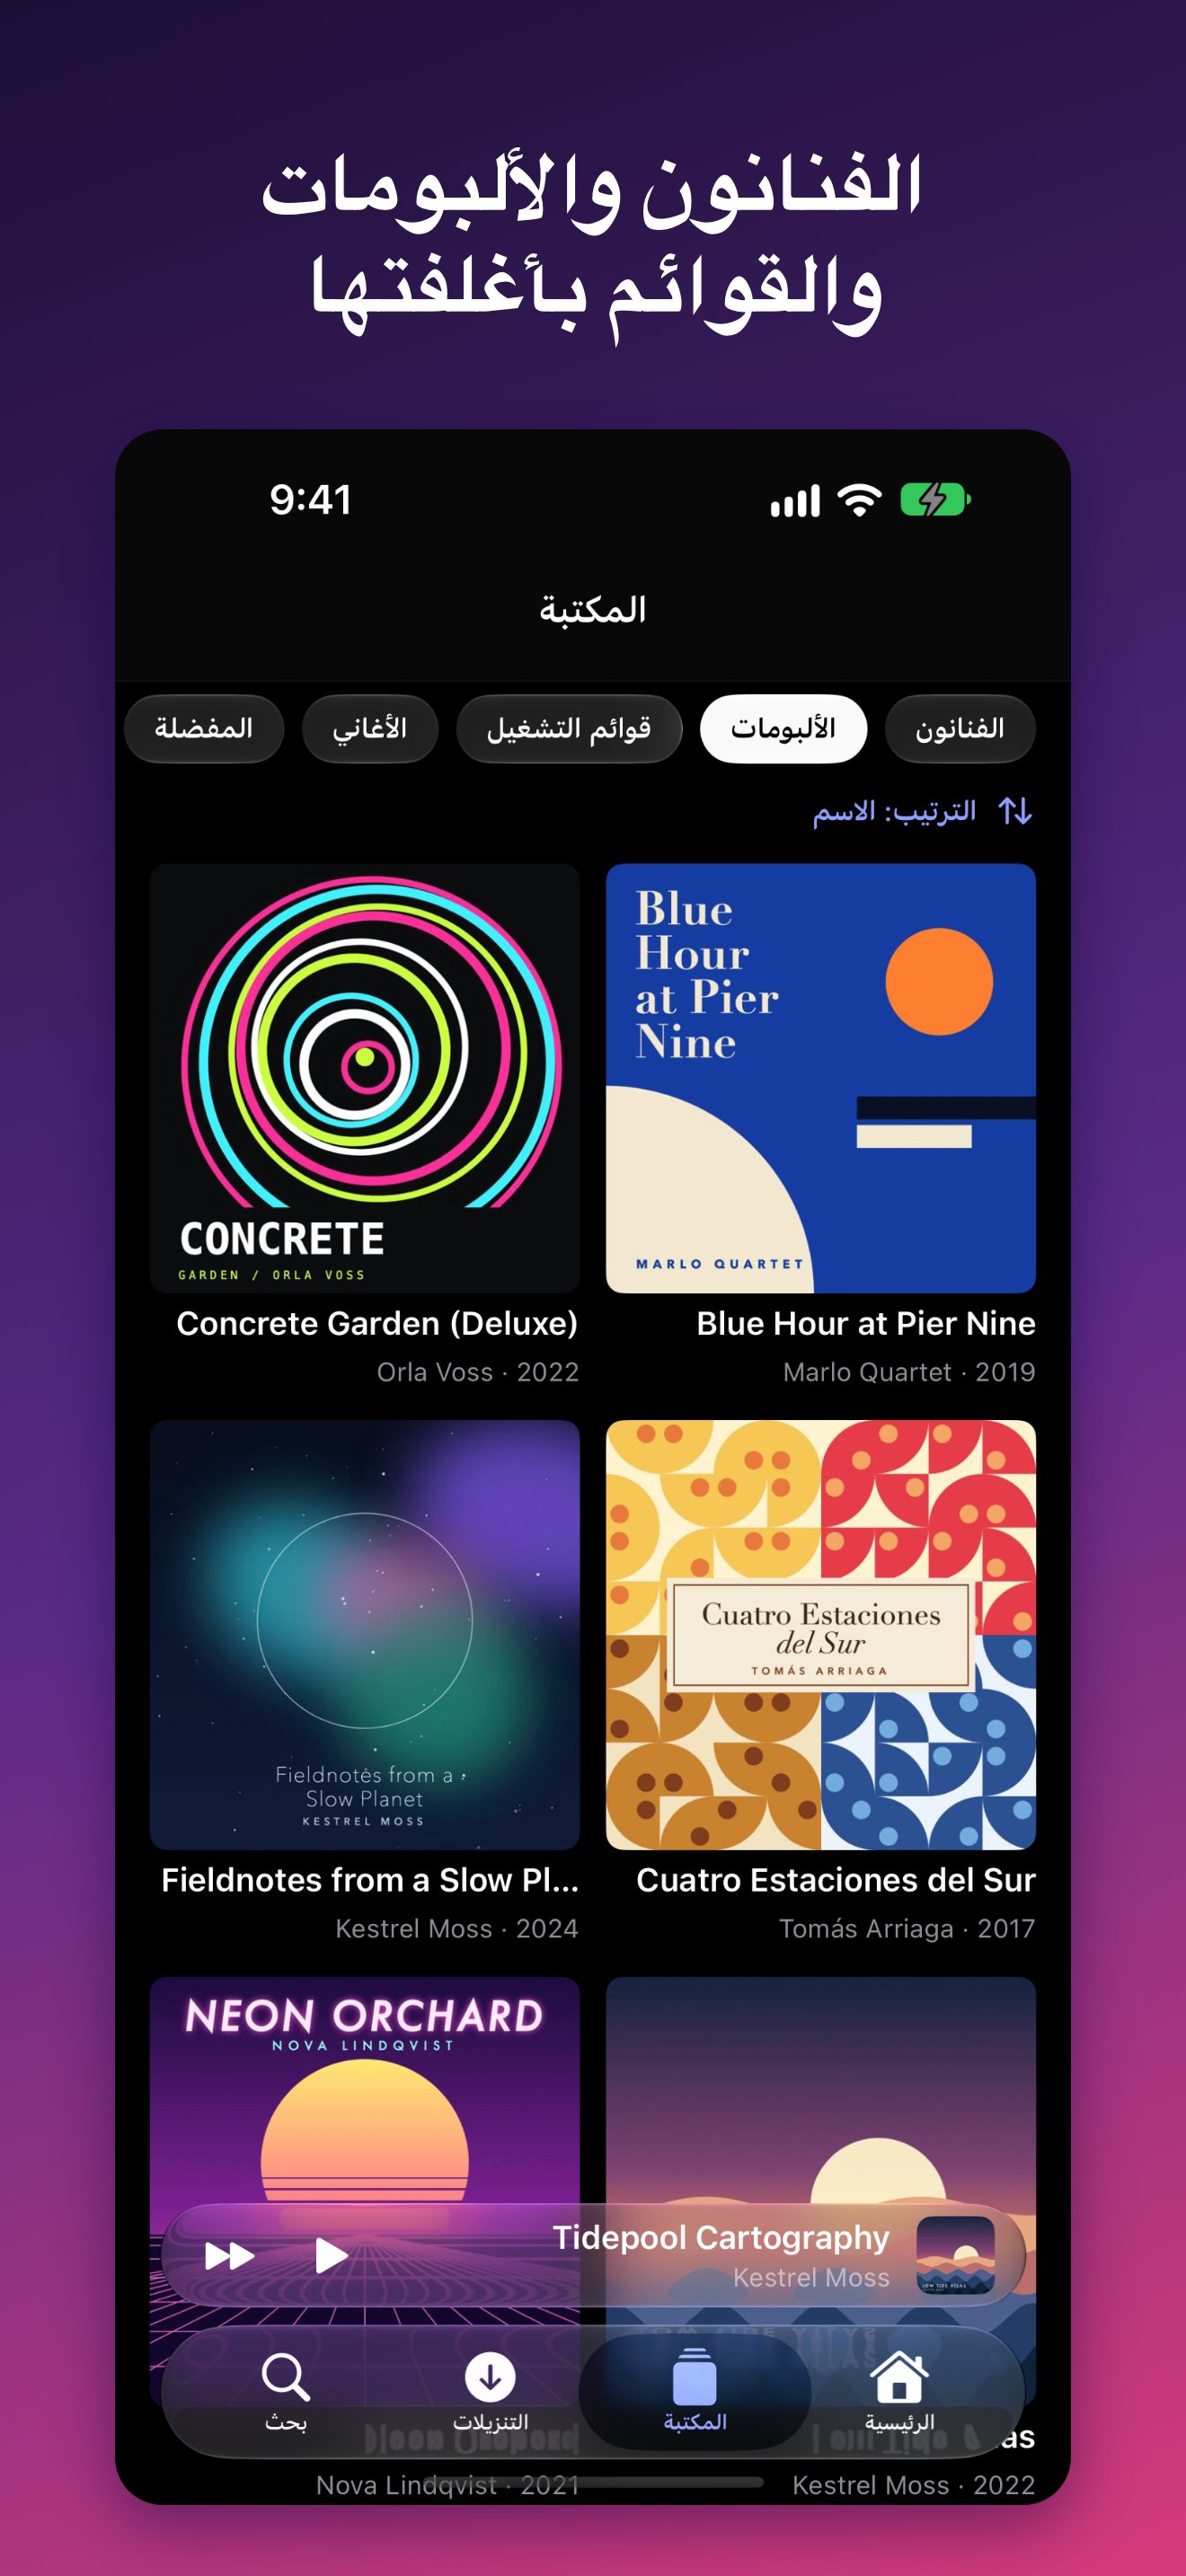 الفنانون والألبومات
والقوائم بأغلفتها
9:41
المكتبة
الفنانون
الألبومات
قوائم التشغيل
الأغاني
المفضلة
الترتيب: الاسم
Blue
Hour
at Pier
Nine
MARLO QUARTET
Blue Hour at Pier Nine
Marlo Quartet · 2019
CONCRETE
GARDEN / ORLA VOSS
Concrete Garden (Deluxe)
Orla Voss · 2022
Cuatro Estaciones
del Sur
TOMÁS ARRIAGA
Cuatro Estaciones del Sur
Tomás Arriaga · 2017
Fieldnotes from a
Slow Planet
KESTREL MOSS
Fieldnotes from a Slow Pl...
Kestrel Moss · 2024
NEON ORCHARD
NOVA LINDQVIST
Tidepool Cartography
Kestrel Moss
LOW TIDE ATLAS
الرئيسية
المكتبة
التنزيلات
بحث
Kestrel Moss · 2022
Nova Lindqvist · 2021